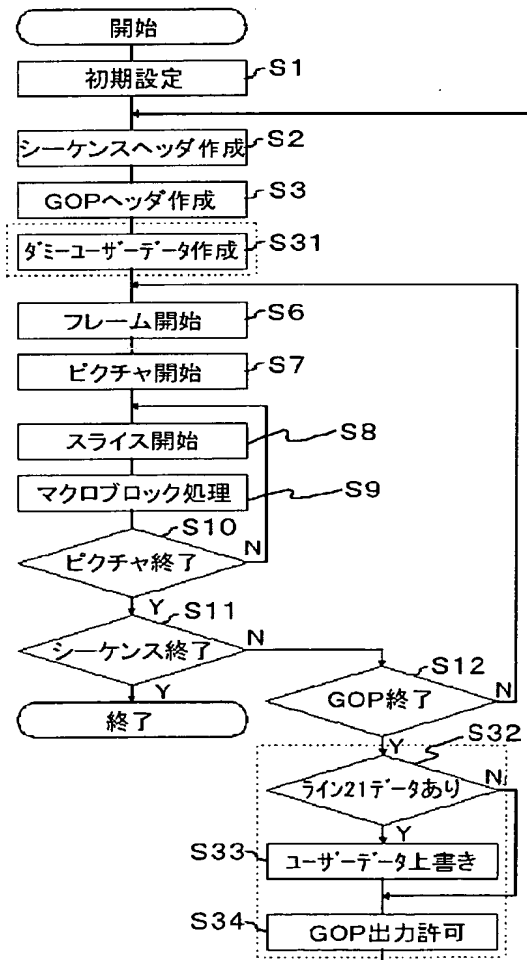 開始
初期設定
S1
シーケンスヘッダ作成
S2
GOPヘッダ作成
S3
ダミーユーザーデータ作成
S31
フレーム開始
S6
ピクチャ開始
S7
スライス開始
S8
マクロブロック処理
S9
S10
ピクチャ終了
N
Y
S11
シーケンス終了
N
Y
終了
S12
GOP終了
N
Y
S32
ライン21データあり
N
Y
S33
ユーザーデータ上書き
S34
GOP出力許可